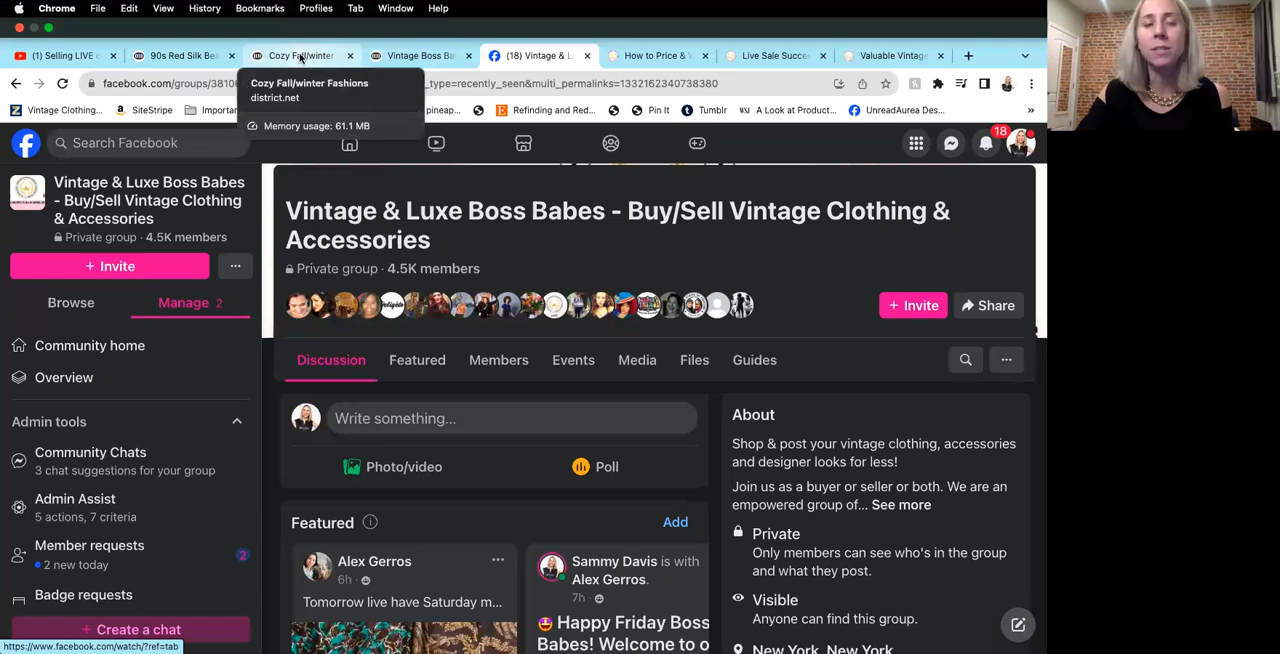 Chrome File Edit View History Bookmarks Profiles Tab Window Help
(1) Selling LIVE o 90s Red Silk Bea Cozy Fall/winter Vintage Boss Ba (18) Vintage & L How to Price & V Live Sale Succes Valuable Vintage
facebook.com/groups/38106 _type=recently_seen&multi_permalinks=1332162340738380
Cozy Fall/winter Fashions
district.net
Memory usage: 61.1 MB
Vintage Clothing... SiteStripe Importan pineap... Refinding and Red... Pin It Tumblr A Look at Product... UnreadAurea Des...
18
Search Facebook
Vintage & Luxe Boss Babes
- Buy/Sell Vintage Clothing
& Accessories
Private group · 4.5K members
+ Invite
...
Browse Manage 2
Community home
Overview
Admin tools
Community Chats
3 chat suggestions for your group
Admin Assist
5 actions, 7 criteria
Member requests
2 new today
2
Badge requests
+ Create a chat
https://www.facebook.com/watch/?ref=tab
Vintage & Luxe Boss Babes - Buy/Sell Vintage Clothing &
Accessories
Private group · 4.5K members
+ Invite Share
Discussion Featured Members Events Media Files Guides
Write something...
Photo/video Poll
Featured Add
Alex Gerros
6h
Tomorrow live have Saturday m...
Sammy Davis is with
Alex Gerros.
7h
🤩 Happy Friday Boss
Babes! Welcome to o
About
Shop & post your vintage clothing, accessories
and designer looks for less!
Join us as a buyer or seller or both. We are an
empowered group of... See more
Private
Only members can see who's in the group
and what they post.
Visible
Anyone can find this group.
New York, New York